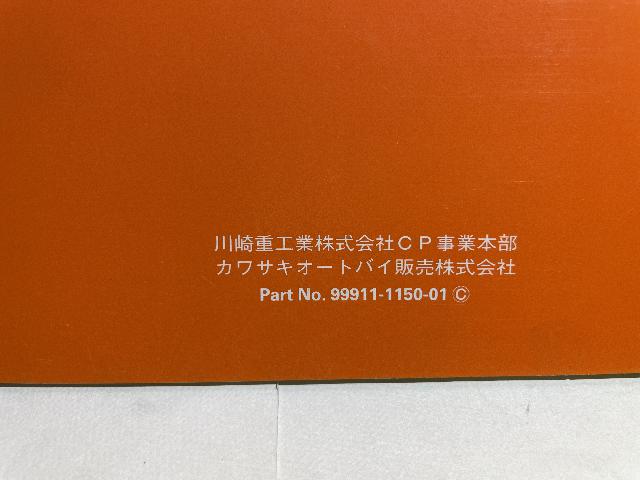 川崎重工業株式会社ＣＰ事業本部
カワサキオートバイ販売株式会社
Part No. 99911-1150-01 Ⓒ